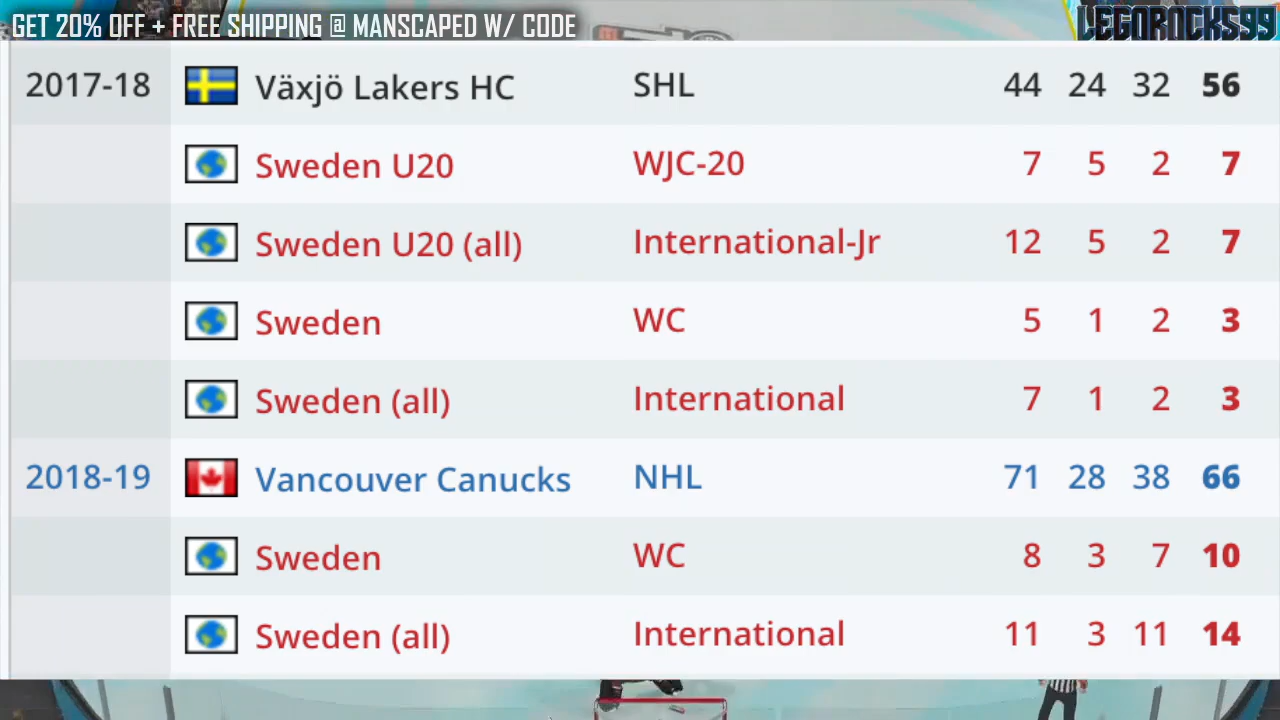 GET 20% OFF + FREE SHIPPING @ MANSCAPED W/ CODE LEGOROCKS99
2017-18 Växjö Lakers HC SHL 44 24 32 56
Sweden U20 WJC-20 7 5 2 7
Sweden U20 (all) International-Jr 12 5 2 7
Sweden WC 5 1 2 3
Sweden (all) International 7 1 2 3
2018-19 Vancouver Canucks NHL 71 28 38 66
Sweden WC 8 3 7 10
Sweden (all) International 11 3 11 14